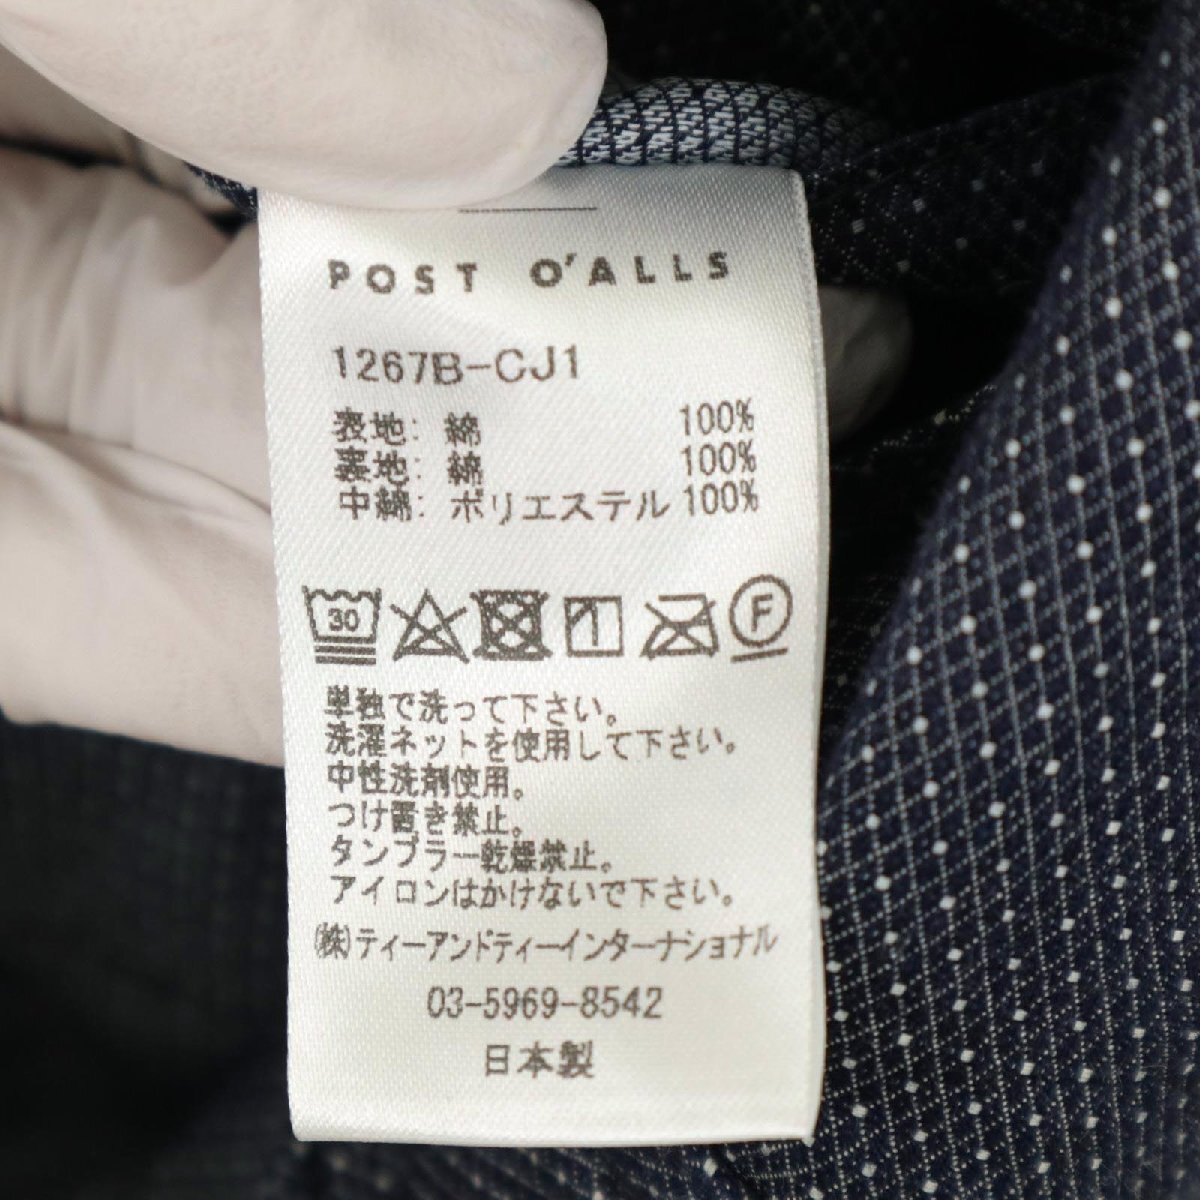 POST O'ALLS
1267B-CJ1
表地: 綿 100%
裏地: 綿 100%
中綿: ポリエステル 100%
30
F
単独で洗って下さい。
洗濯ネットを使用して下さい。
中性洗剤使用。
つけ置き禁止。
タンブラー乾燥禁止。
アイロンはかけないで下さい。
(株)ティーアンドティーインターナショナル
03-5969-8542
日本製